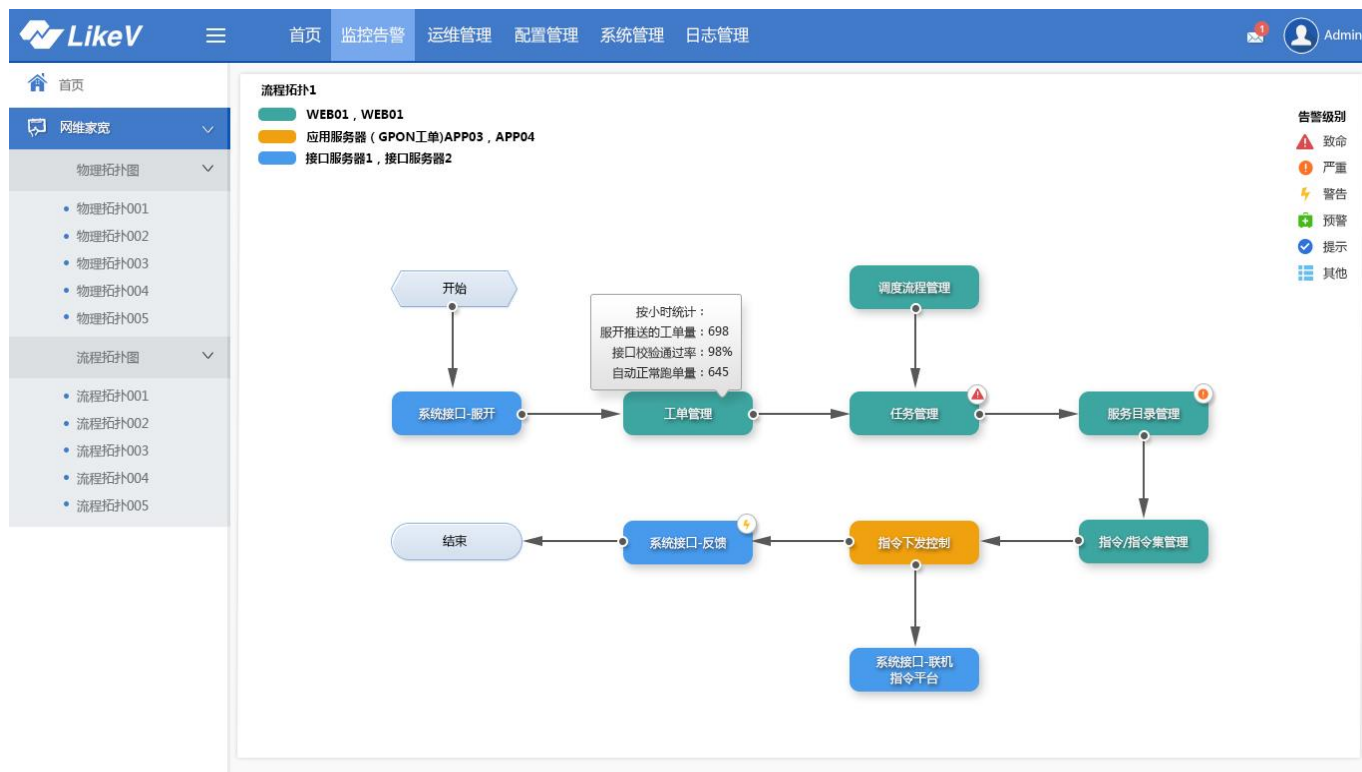 LikeV
首页 监控告警 运维管理 配置管理 系统管理 日志管理
1
Admin
首页
网维家宽
物理拓扑图
物理拓扑001
物理拓扑002
物理拓扑003
物理拓扑004
物理拓扑005
流程拓扑图
流程拓扑001
流程拓扑002
流程拓扑003
流程拓扑004
流程拓扑005
流程拓扑1
WEB01，WEB01
应用服务器（GPON工单)APP03，APP04
接口服务器1，接口服务器2
告警级别
致命
严重
警告
预警
提示
其他
开始
调度流程管理
按小时统计：
服开推送的工单量：698
接口校验通过率：98%
自动正常跑单量：645
系统接口-服开
工单管理
任务管理
服务目录管理
结束
系统接口-反馈
指令下发控制
指令/指令集管理
系统接口-联机
指令平台